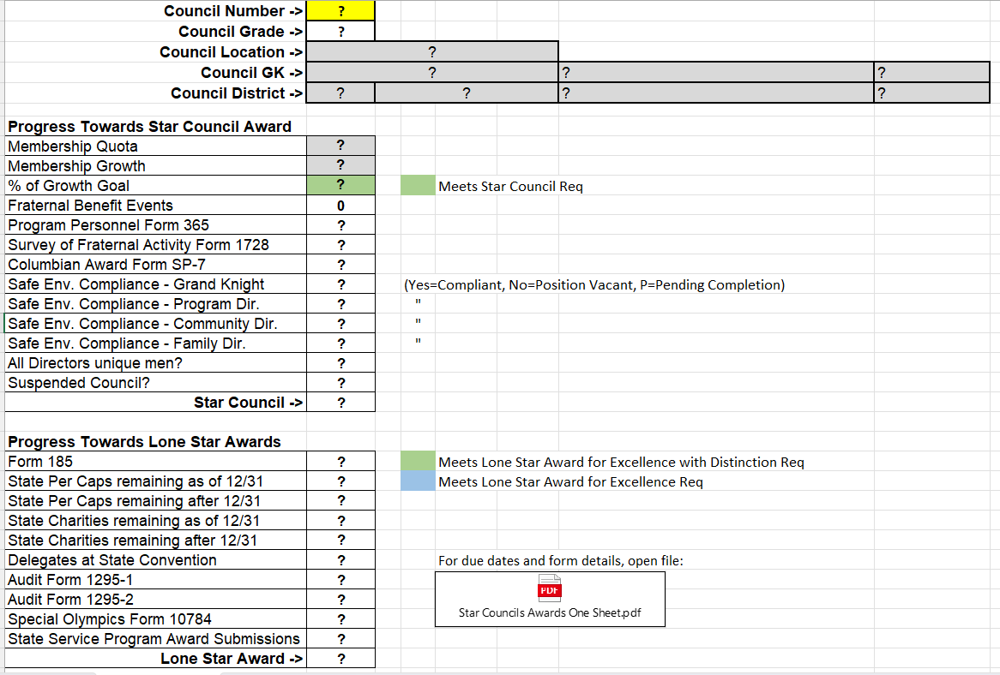 Council Number -> ?
Council Grade -> ?
Council Location -> ?
Council GK -> ? ? ?
Council District -> ? ? ? ?
Progress Towards Star Council Award
Membership Quota ?
Membership Growth ?
% of Growth Goal ? Meets Star Council Req
Fraternal Benefit Events 0
Program Personnel Form 365 ?
Survey of Fraternal Activity Form 1728 ?
Columbian Award Form SP-7 ?
Safe Env. Compliance - Grand Knight ? (Yes=Compliant, No=Position Vacant, P=Pending Completion)
Safe Env. Compliance - Program Dir. ? "
Safe Env. Compliance - Community Dir. ? "
Safe Env. Compliance - Family Dir. ? "
All Directors unique men? ?
Suspended Council? ?
Star Council -> ?
Progress Towards Lone Star Awards
Form 185 ? Meets Lone Star Award for Excellence with Distinction Req
State Per Caps remaining as of 12/31 ? Meets Lone Star Award for Excellence Req
State Per Caps remaining after 12/31 ?
State Charities remaining as of 12/31 ?
State Charities remaining after 12/31 ?
Delegates at State Convention ? For due dates and form details, open file:
Audit Form 1295-1 ? PDF
Audit Form 1295-2 ?
Special Olympics Form 10784 ? Star Councils Awards One Sheet.pdf
State Service Program Award Submissions ?
Lone Star Award -> ?